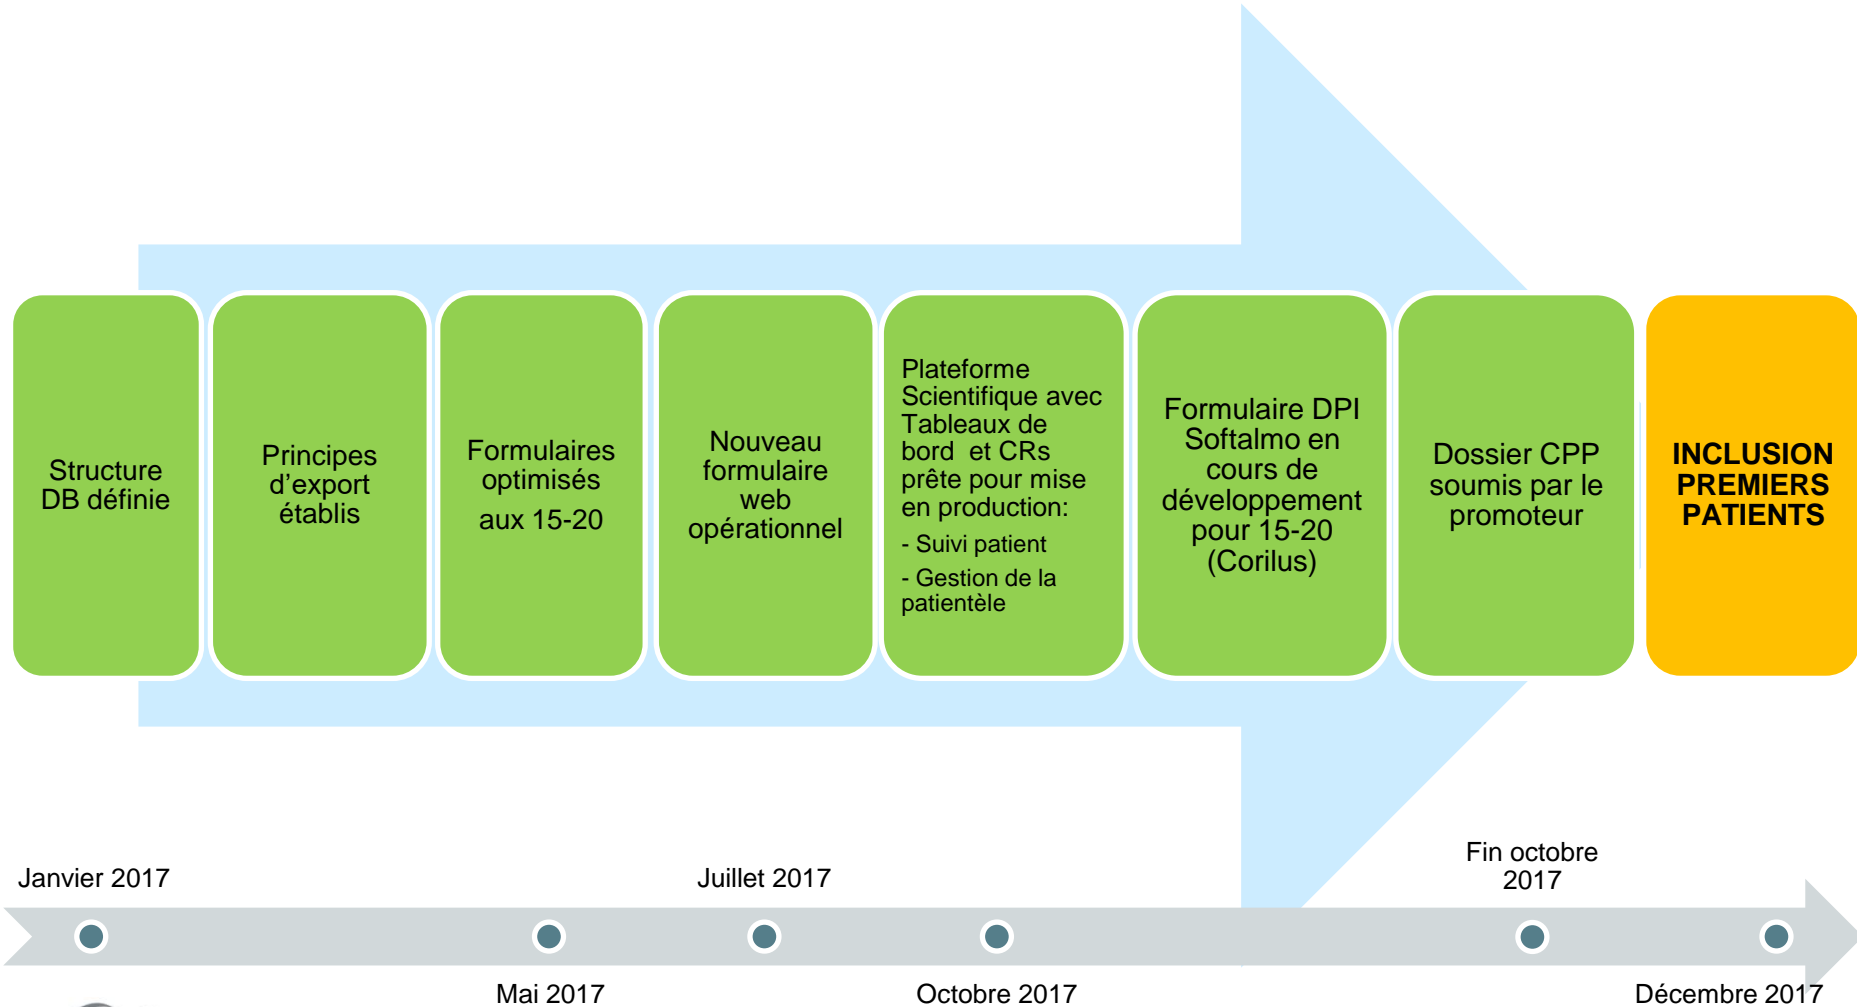 Structure
DB définie
Principes
d'export
établis
Formulaires
optimisés
aux 15-20
Nouveau
formulaire
web
opérationnel
Plateforme
Scientifique avec
Tableaux de
bord et CRs
prête pour mise
en production:
- Suivi patient
- Gestion de la
patientèle
Formulaire DPI
Softalmo en
cours de
développement
pour 15-20
(Corilus)
Dossier CPP
soumis par le
promoteur
INCLUSION
PREMIERS
PATIENTS
Janvier 2017
Mai 2017
Juillet 2017
Octobre 2017
Fin octobre
2017
Décembre 2017